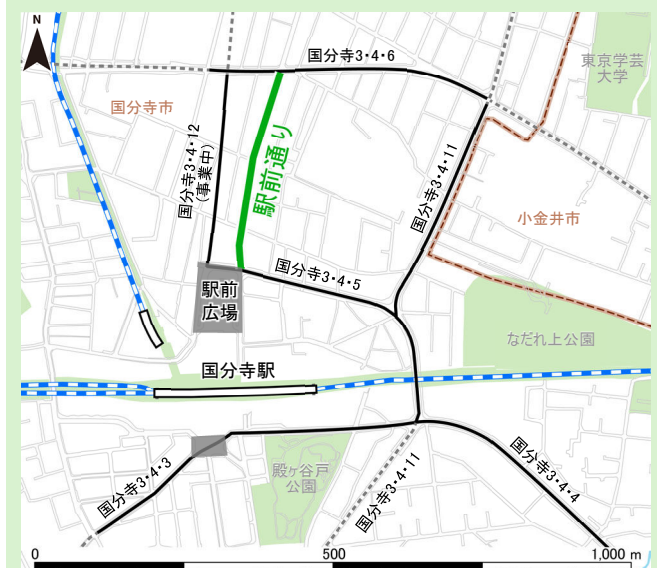 N
国分寺3・4・6
東京学芸
大学
国分寺市
国分寺3・4・12
(事業中)
駅前通り
国分寺3・4・11
小金井市
国分寺3・4・5
駅前
広場
なだれ上公園
国分寺駅
国分寺3・4・3
殿ヶ谷戸
公園
国分寺3・4・11
国分寺3・4・4
0
500
1,000 m